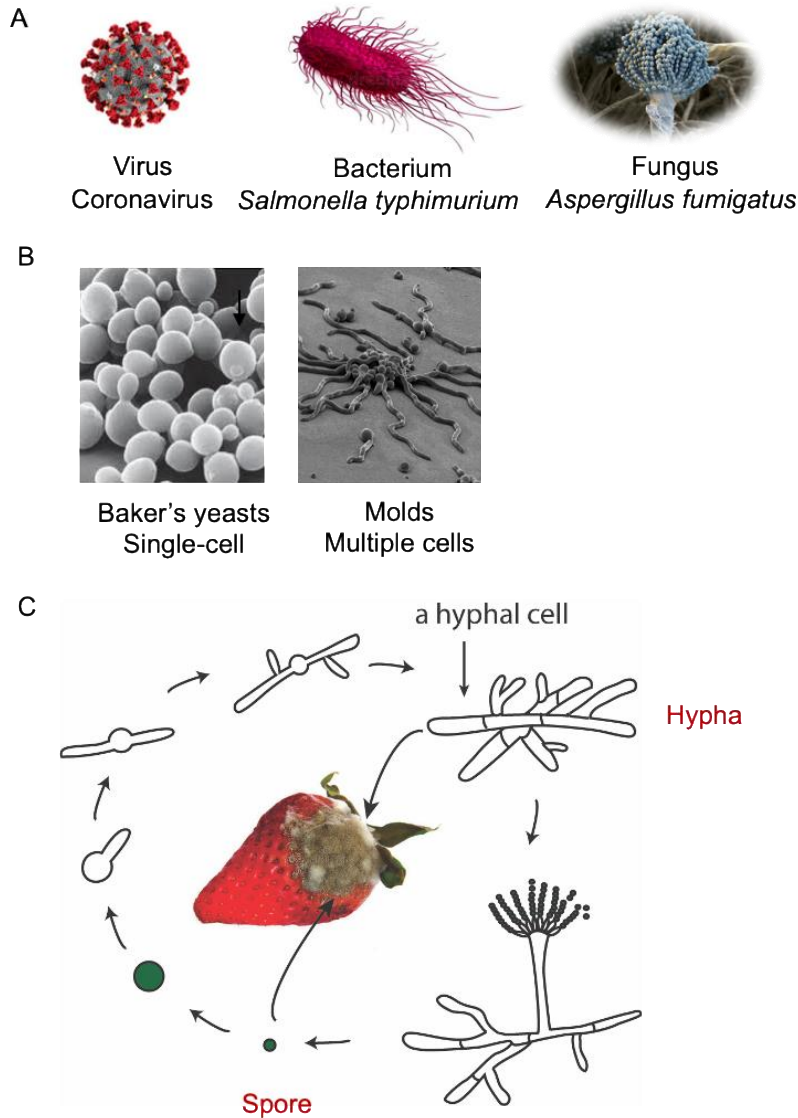 A
Virus
Coronavirus
Bacterium
Salmonella typhimurium
Fungus
Aspergillus fumigatus
B
Baker's yeasts
Single-cell
Molds
Multiple cells
C
a hyphal cell
Hypha
Spore